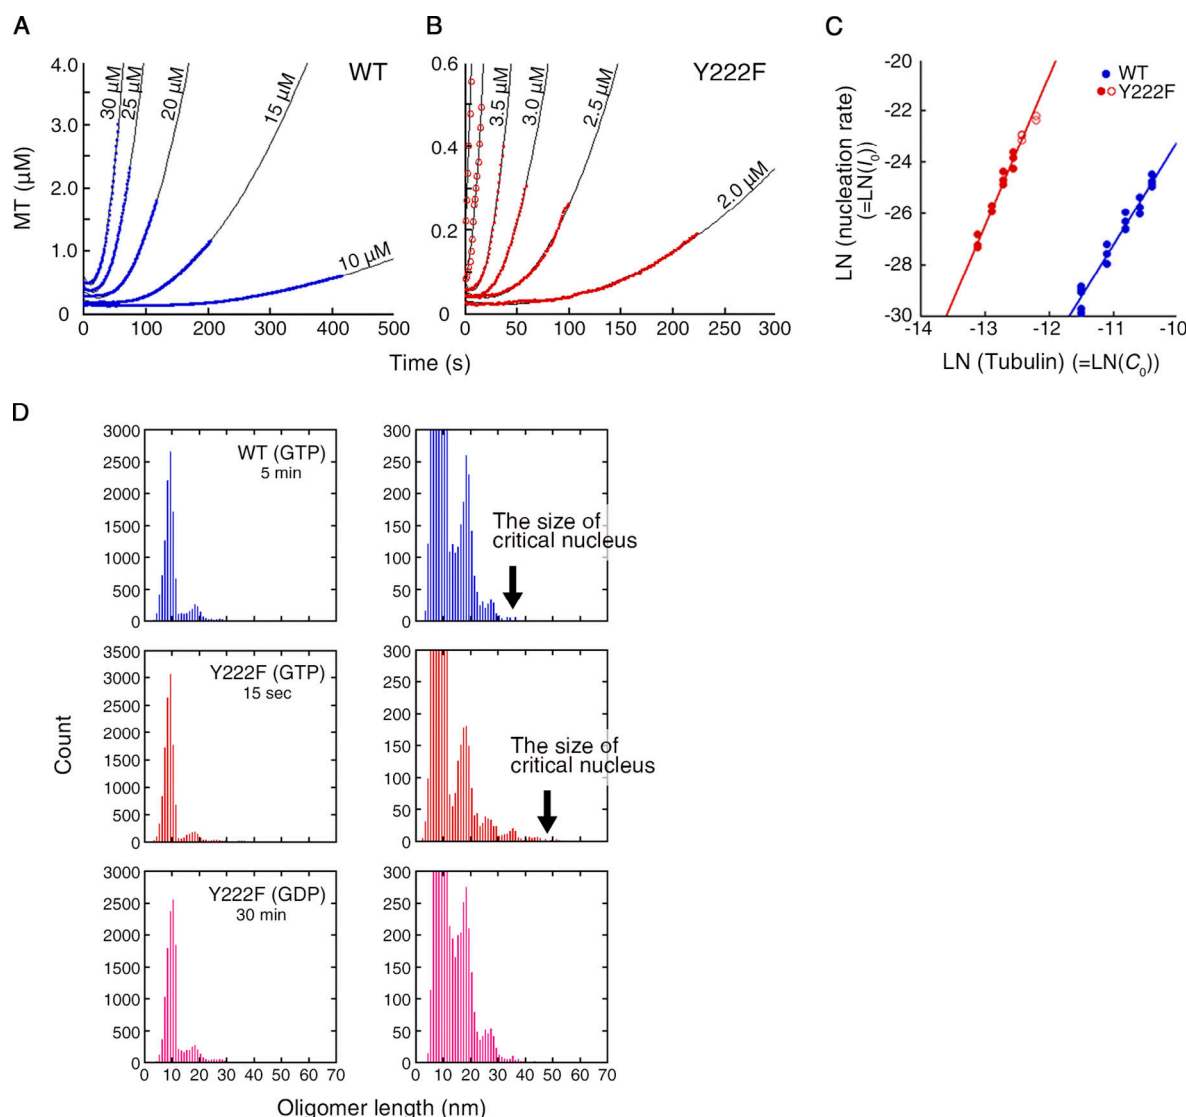 A
B
C
WT
30 µM
25 µM
20 µM
15 µM
10 µM
4.0
3.0
2.0
1.0
0
MT (µM)
0 100 200 300 400 500
Y222F
3.5 µM
3.0 µM
2.5 µM
2.0 µM
0.6
0.4
0.2
0
0 50 100 150 200 250 300
Time (s)
WT
Y222F
-20
-22
-24
-26
-28
-30
LN (nucleation rate)
(=LN(I0))
-14 -13 -12 -11 -10
LN (Tubulin) (=LN(C0))
D
WT (GTP)
5 min
3000
2500
2000
1500
1000
500
0
The size of
critical nucleus
300
250
200
150
100
50
0
Y222F (GTP)
15 sec
3500
3000
2500
2000
1500
1000
500
0
The size of
critical nucleus
300
250
200
150
100
50
0
Count
Y222F (GDP)
30 min
3000
2500
2000
1500
1000
500
0
300
250
200
150
100
50
0
0 10 20 30 40 50 60 70
0 10 20 30 40 50 60 70
Oligomer length (nm)